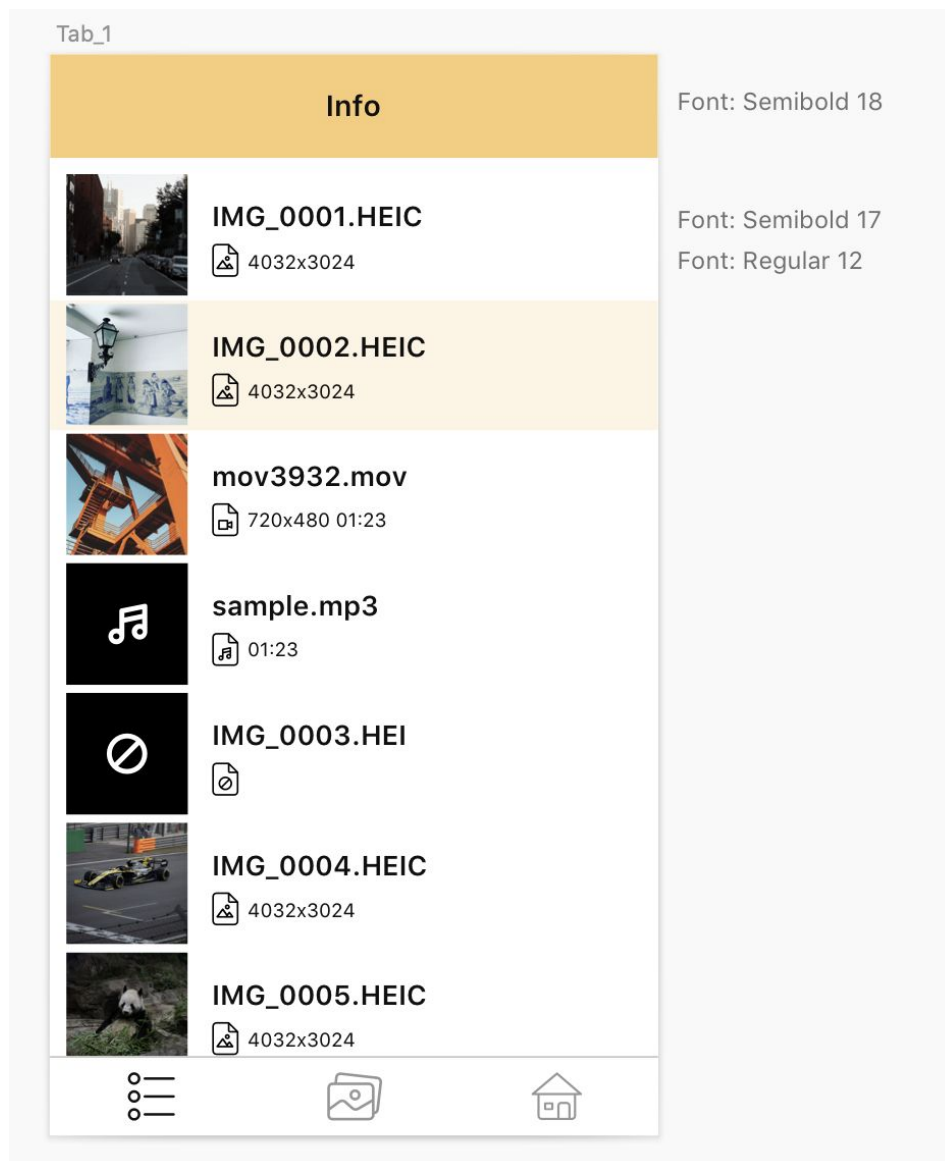 Tab_1
Info
Font: Semibold 18
IMG_0001.HEIC
Font: Semibold 17
4032x3024
Font: Regular 12
IMG_0002.HEIC
4032x3024
mov3932.mov
720x480 01:23
sample.mp3
01:23
IMG_0003.HEI
IMG_0004.HEIC
4032x3024
IMG_0005.HEIC
4032x3024